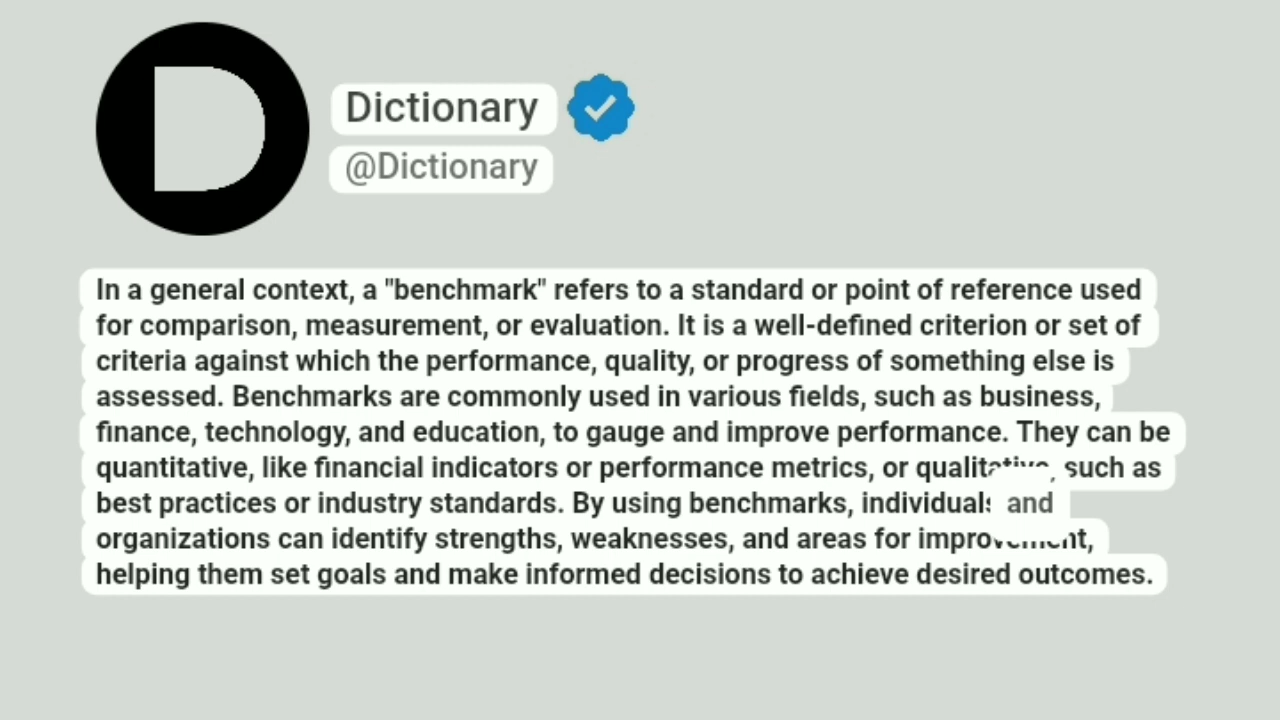 D
Dictionary
@Dictionary
In a general context, a "benchmark" refers to a standard or point of reference used
for comparison, measurement, or evaluation. It is a well-defined criterion or set of
criteria against which the performance, quality, or progress of something else is
assessed. Benchmarks are commonly used in various fields, such as business,
finance, technology, and education, to gauge and improve performance. They can be
quantitative, like financial indicators or performance metrics, or qualitative, such as
best practices or industry standards. By using benchmarks, individuals and
organizations can identify strengths, weaknesses, and areas for improvement,
helping them set goals and make informed decisions to achieve desired outcomes.